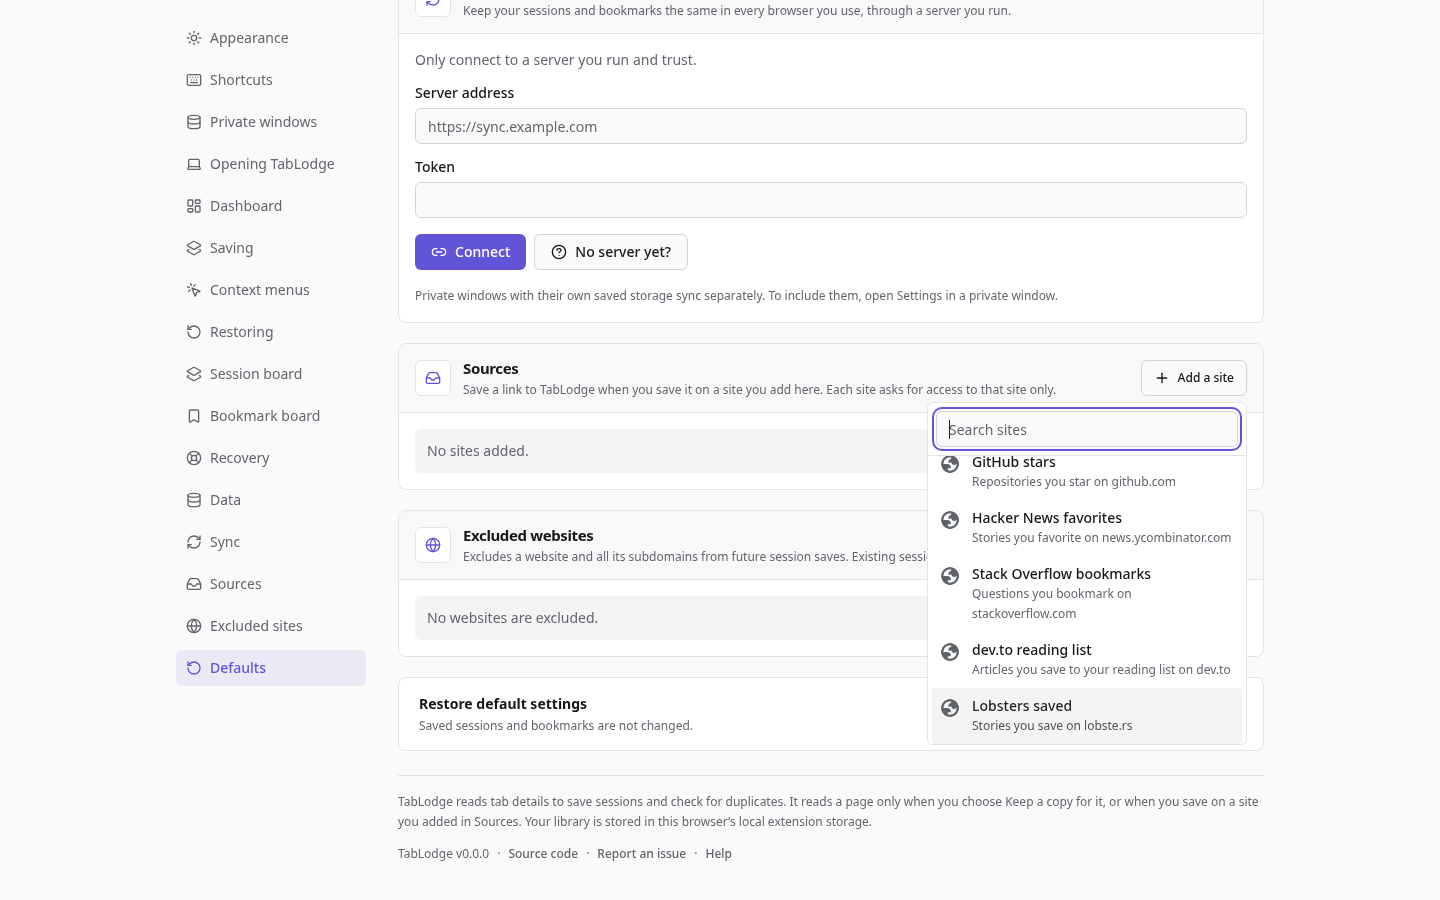 Keep your sessions and bookmarks the same in every browser you use, through a server you run.
Appearance
Shortcuts
Private windows
Opening TabLodge
Dashboard
Saving
Context menus
Restoring
Session board
Bookmark board
Recovery
Data
Sync
Sources
Excluded sites
Defaults
Only connect to a server you run and trust.
Server address
https://sync.example.com
Token
Connect
No server yet?
Private windows with their own saved storage sync separately. To include them, open Settings in a private window.
Sources
Save a link to TabLodge when you save it on a site you add here. Each site asks for access to that site only.
Add a site
No sites added.
Search sites
GitHub stars
Repositories you star on github.com
Hacker News favorites
Stories you favorite on news.ycombinator.com
Stack Overflow bookmarks
Questions you bookmark on
stackoverflow.com
dev.to reading list
Articles you save to your reading list on dev.to
Lobsters saved
Stories you save on lobste.rs
Excluded websites
Excludes a website and all its subdomains from future session saves. Existing
No websites are excluded.
Restore default settings
Saved sessions and bookmarks are not changed.
TabLodge reads tab details to save sessions and check for duplicates. It reads a page only when you choose Keep a copy for it, or when you save on a site
you added in Sources. Your library is stored in this browser’s local extension storage.
TabLodge v0.0.0 · Source code · Report an issue · Help